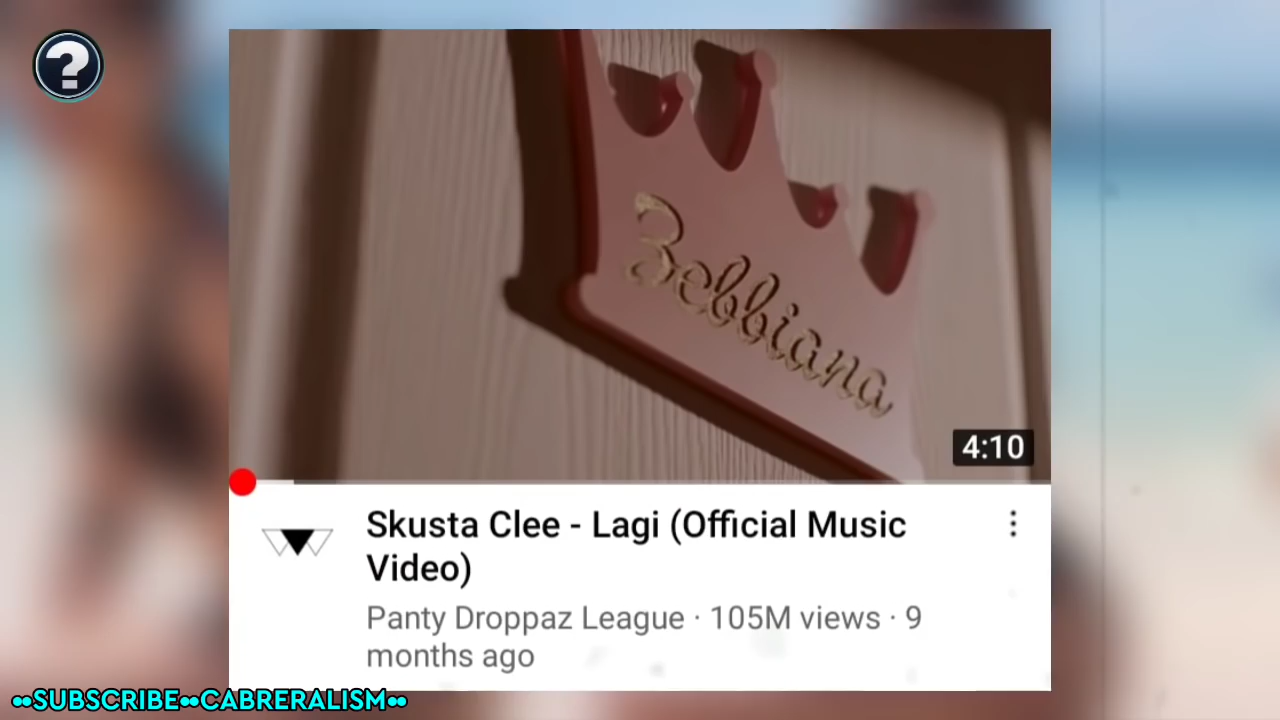 ?
Zebbiana
4:10
Skusta Clee - Lagi (Official Music
Video)
Panty Droppaz League · 105M views · 9
months ago
••SUBSCRIBE••CABRERALISM••